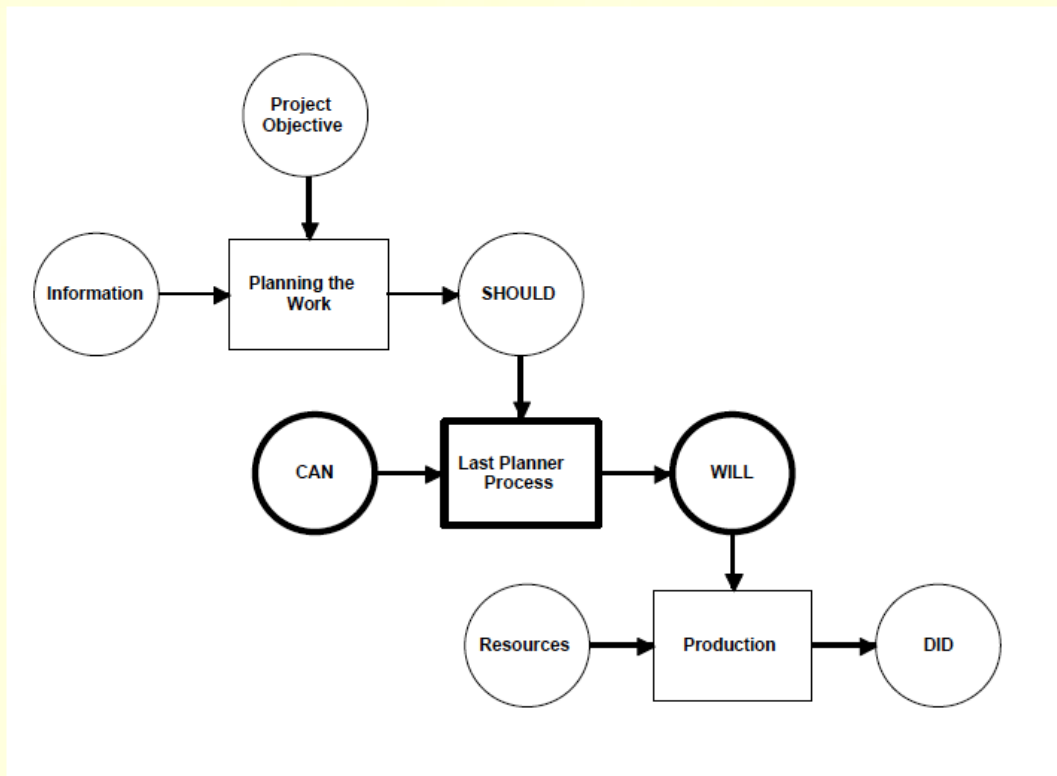 Project
Objective
Information
Planning the
Work
SHOULD
CAN
Last Planner
Process
WILL
Resources
Production
DID